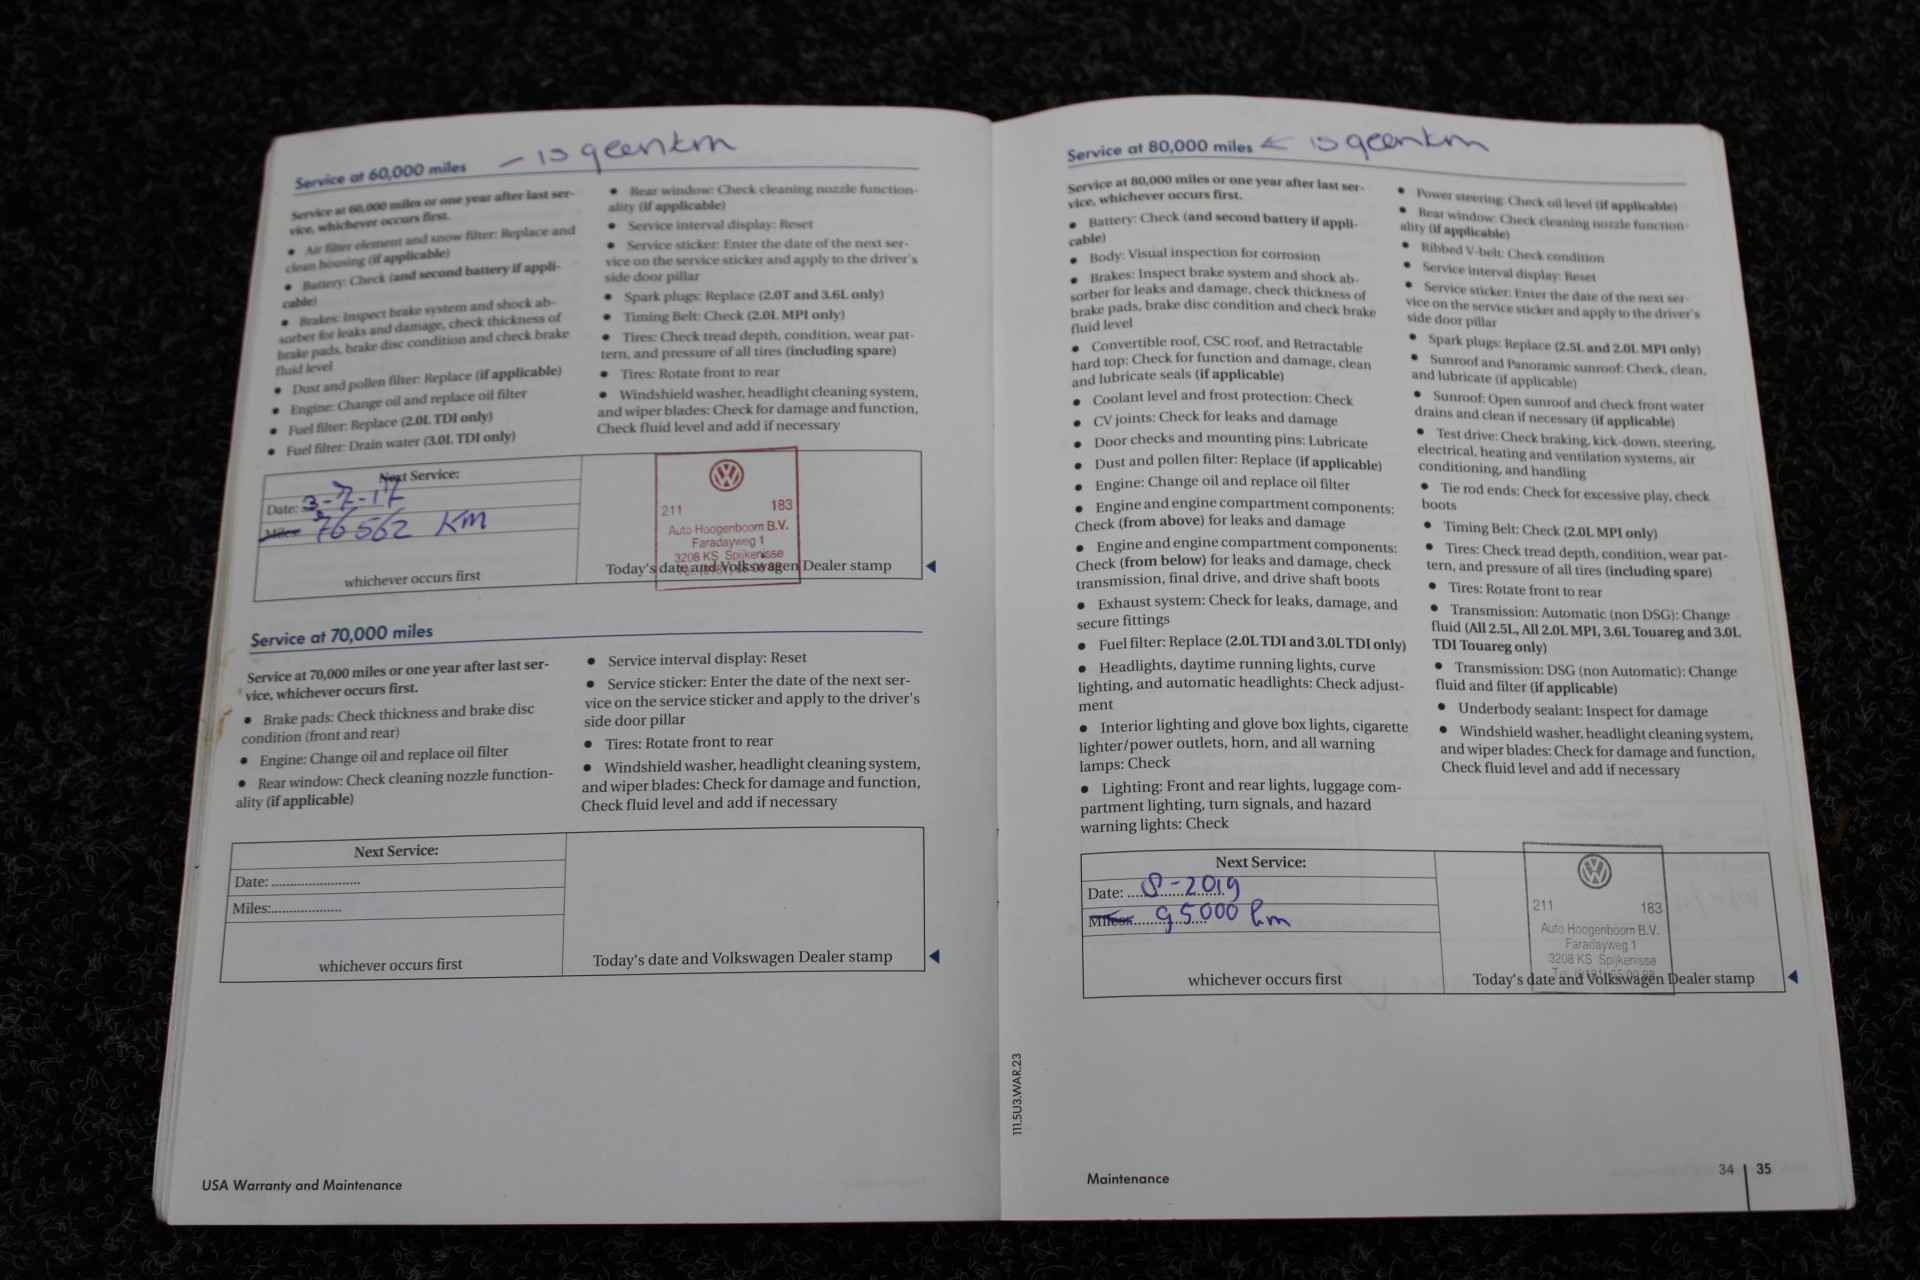 Service at 60,000 miles – is geen km
Service at 60,000 miles or one year after last ser-
vice, whichever occurs first.
• Air filter element and snow filter: Replace and
clean housing (if applicable)
• Battery: Check (and second battery if appli-
cable)
• Brakes: Inspect brake system and shock ab-
sorber for leaks and damage, check thickness of
brake pads, brake disc condition and check brake
fluid level
• Dust and pollen filter: Replace (if applicable)
• Engine: Change oil and replace oil filter
• Fuel filter: Replace (2.0L TDI only)
• Fuel filter: Drain water (3.0L TDI only)
• Rear window: Check cleaning nozzle function-
ality (if applicable)
• Service interval display: Reset
• Service sticker: Enter the date of the next ser-
vice on the service sticker and apply to the driver's
side door pillar
• Spark plugs: Replace (2.0T and 3.6L only)
• Timing Belt: Check (2.0L MPI only)
• Tires: Check tread depth, condition, wear pat-
tern, and pressure of all tires (including spare)
• Tires: Rotate front to rear
• Windshield washer, headlight cleaning system,
and wiper blades: Check for damage and function,
Check fluid level and add if necessary
Next Service:
Date: 3-7-17
Miles: 76562 KM
whichever occurs first
211 183
Auto Hoogenboom B.V.
Faradayweg 1
3208 KS Spijkenisse
Today's date and Volkswagen Dealer stamp
Service at 70,000 miles
Service at 70,000 miles or one year after last ser-
vice, whichever occurs first.
• Brake pads: Check thickness and brake disc
condition (front and rear)
• Engine: Change oil and replace oil filter
• Rear window: Check cleaning nozzle function-
ality (if applicable)
• Service interval display: Reset
• Service sticker: Enter the date of the next ser-
vice on the service sticker and apply to the driver's
side door pillar
• Tires: Rotate front to rear
• Windshield washer, headlight cleaning system,
and wiper blades: Check for damage and function,
Check fluid level and add if necessary
Next Service:
Date: ........................
Miles:...................
whichever occurs first
Today's date and Volkswagen Dealer stamp
USA Warranty and Maintenance
Service at 80,000 miles ← is geen km
Service at 80,000 miles or one year after last ser-
vice, whichever occurs first.
• Battery: Check (and second battery if appli-
cable)
• Body: Visual inspection for corrosion
• Brakes: Inspect brake system and shock ab-
sorber for leaks and damage, check thickness of
brake pads, brake disc condition and check brake
fluid level
• Convertible roof, CSC roof, and Retractable
hard top: Check for function and damage, clean
and lubricate seals (if applicable)
• Coolant level and frost protection: Check
• CV joints: Check for leaks and damage
• Door checks and mounting pins: Lubricate
• Dust and pollen filter: Replace (if applicable)
• Engine: Change oil and replace oil filter
• Engine and engine compartment components:
Check (from above) for leaks and damage
• Engine and engine compartment components:
Check (from below) for leaks and damage, check
transmission, final drive, and drive shaft boots
• Exhaust system: Check for leaks, damage, and
secure fittings
• Fuel filter: Replace (2.0L TDI and 3.0L TDI only)
• Headlights, daytime running lights, curve
lighting, and automatic headlights: Check adjust-
ment
• Interior lighting and glove box lights, cigarette
lighter/power outlets, horn, and all warning
lamps: Check
• Lighting: Front and rear lights, luggage com-
partment lighting, turn signals, and hazard
warning lights: Check
• Power steering: Check oil level (if applicable)
• Rear window: Check cleaning nozzle function-
ality (if applicable)
• Ribbed V-belt: Check condition
• Service interval display: Reset
• Service sticker: Enter the date of the next ser-
vice on the service sticker and apply to the driver's
side door pillar
• Spark plugs: Replace (2.5L and 2.0L MPI only)
• Sunroof and Panoramic sunroof: Check, clean,
and lubricate (if applicable)
• Sunroof: Open sunroof and check front water
drains and clean if necessary (if applicable)
• Test drive: Check braking, kick-down, steering,
electrical, heating and ventilation systems, air
conditioning, and handling
• Tie rod ends: Check for excessive play, check
boots
• Timing Belt: Check (2.0L MPI only)
• Tires: Check tread depth, condition, wear pat-
tern, and pressure of all tires (including spare)
• Tires: Rotate front to rear
• Transmission: Automatic (non DSG): Change
fluid (All 2.5L, All 2.0L MPI, 3.6L Touareg and 3.0L
TDI Touareg only)
• Transmission: DSG (non Automatic): Change
fluid and filter (if applicable)
• Underbody sealant: Inspect for damage
• Windshield washer, headlight cleaning system,
and wiper blades: Check for damage and function,
Check fluid level and add if necessary
Next Service:
Date: 8-2019
Miles: 95000 km
whichever occurs first
211 183
Auto Hoogenboom B.V.
Faradayweg 1
3208 KS Spijkenisse
Today's date and Volkswagen Dealer stamp
111.5U3.WAR.23
Maintenance
34 | 35